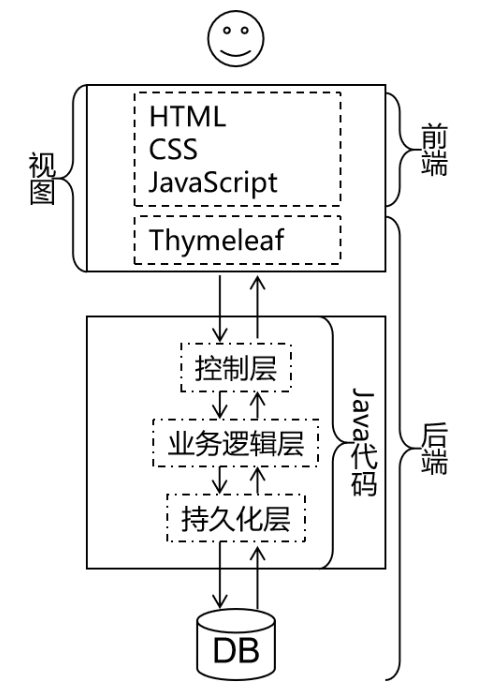 HTML
CSS
JavaScript
Thymeleaf
视图
前端
控制层
业务逻辑层
持久化层
Java代码
后端
DB